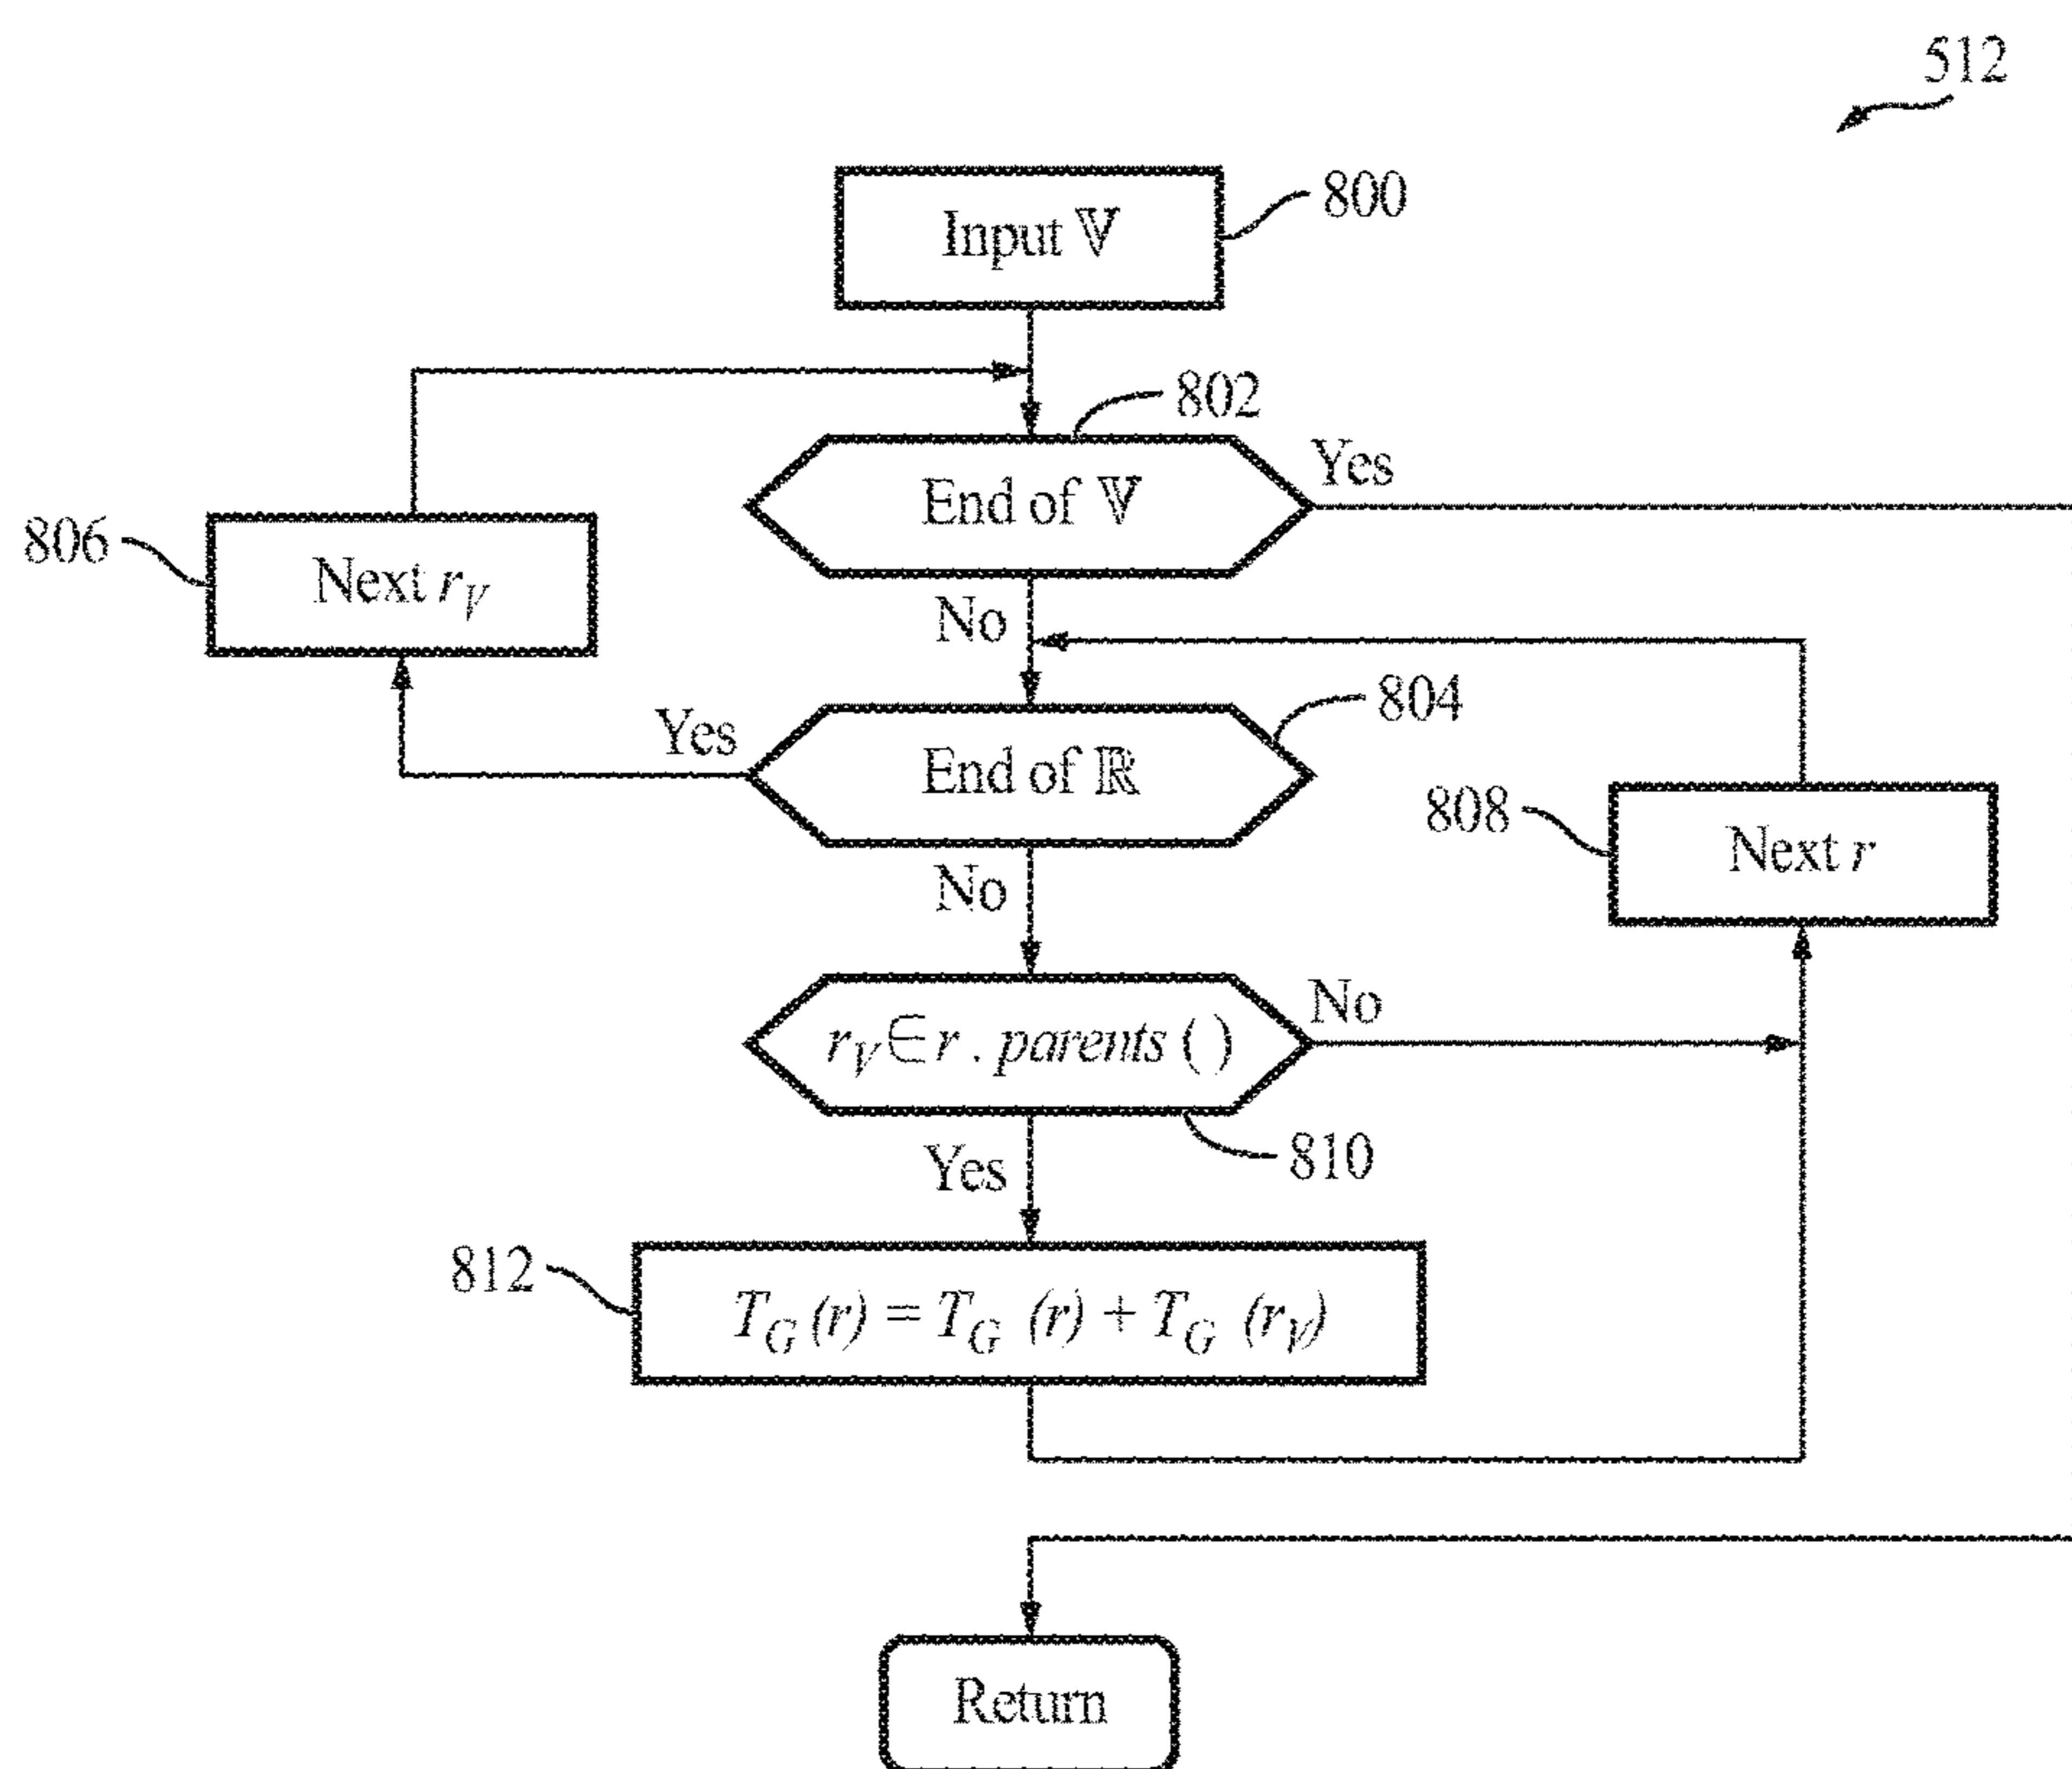 512
Input 𝕍
800
802
End of 𝕍
Yes
806
Next r_V
No
804
Yes
End of ℝ
808
Next r
No
r_V ∈ r . parents ( )
No
810
Yes
812
T_G (r) = T_G (r) + T_G (r_V)
Return